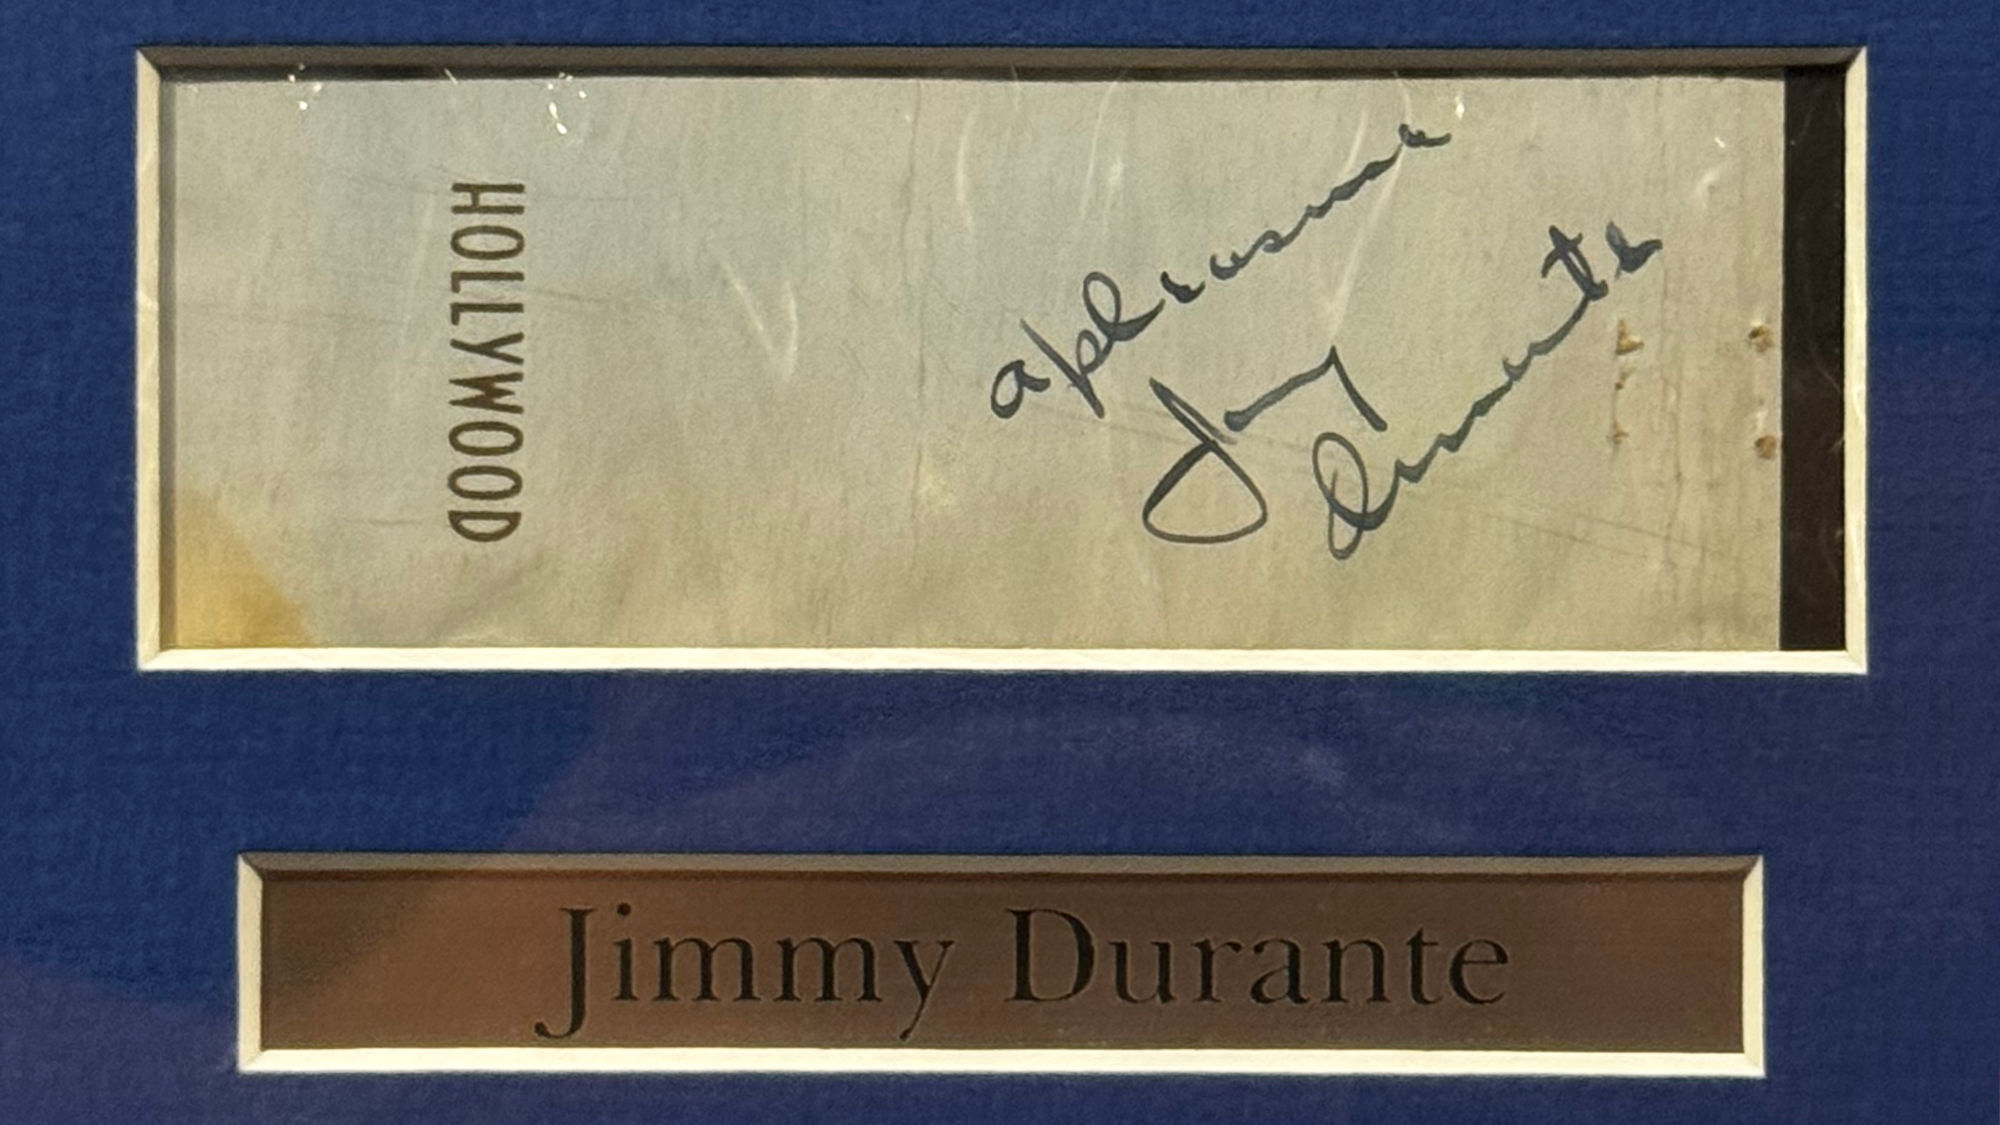 HOLLYWOOD
a pleasure
Jimmy
Durante
Jimmy Durante